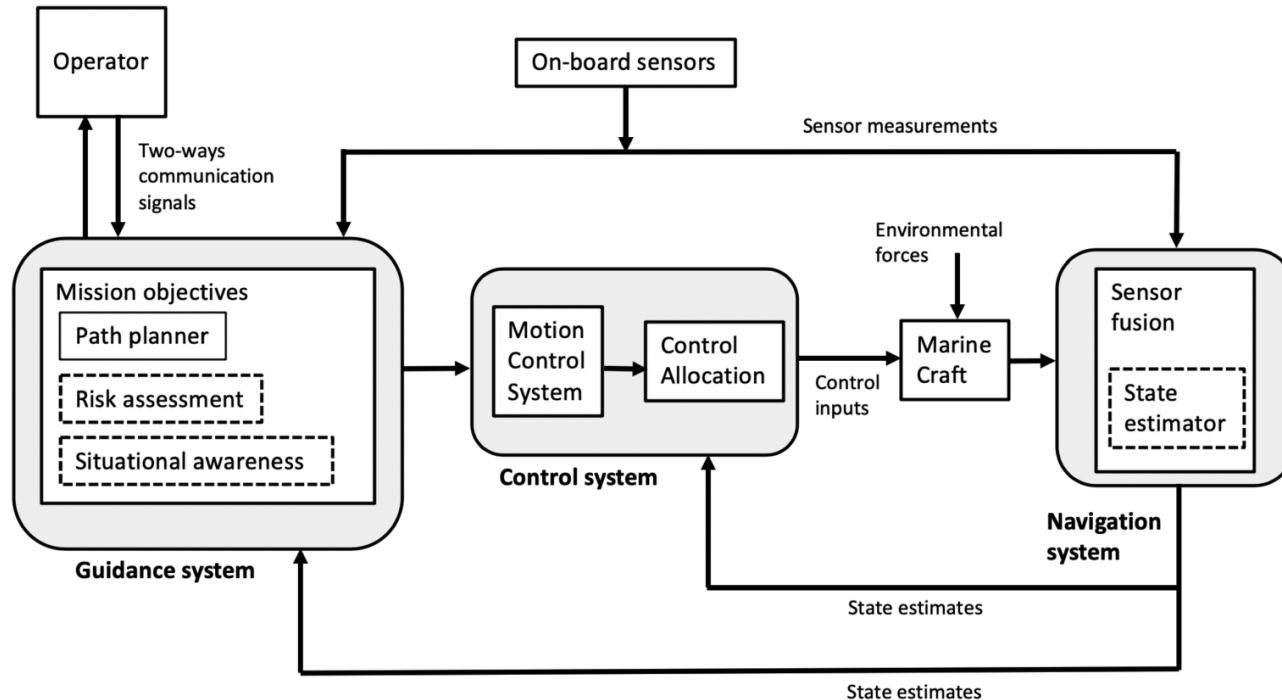 Operator
On-board sensors
Sensor measurements
Two-ways
communication
signals
Environmental
forces
Mission objectives
Path planner
Risk assessment
Situational awareness
Guidance system
Motion
Control
System
Control
Allocation
Control system
Control
inputs
Marine
Craft
Sensor
fusion
State
estimator
Navigation
system
State estimates
State estimates